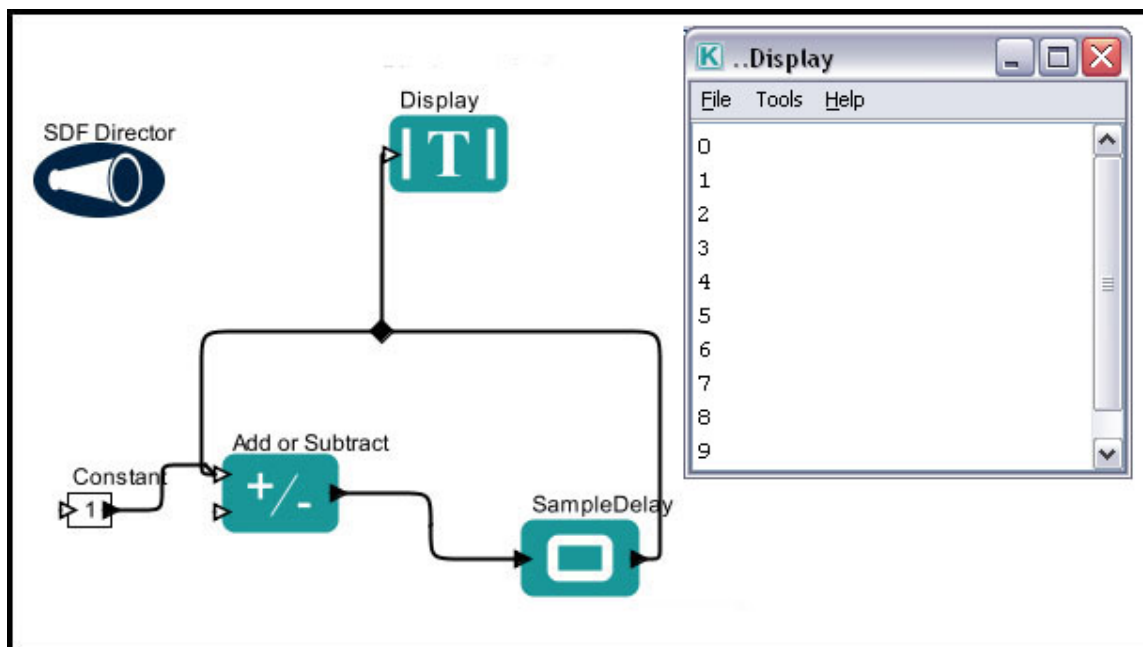 SDF Director
Display
T
Constant
1
Add or Subtract
+/-
SampleDelay
K ..Display
File Tools Help
0
1
2
3
4
5
6
7
8
9